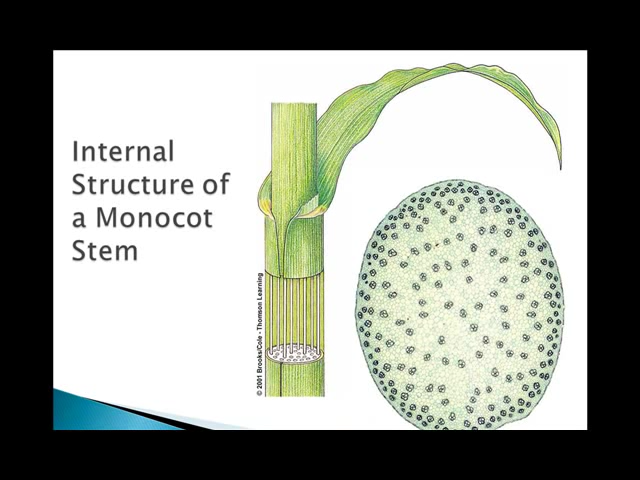 Internal
Structure of
a Monocot
Stem
© 2001 Brooks/Cole - Thomson Learning